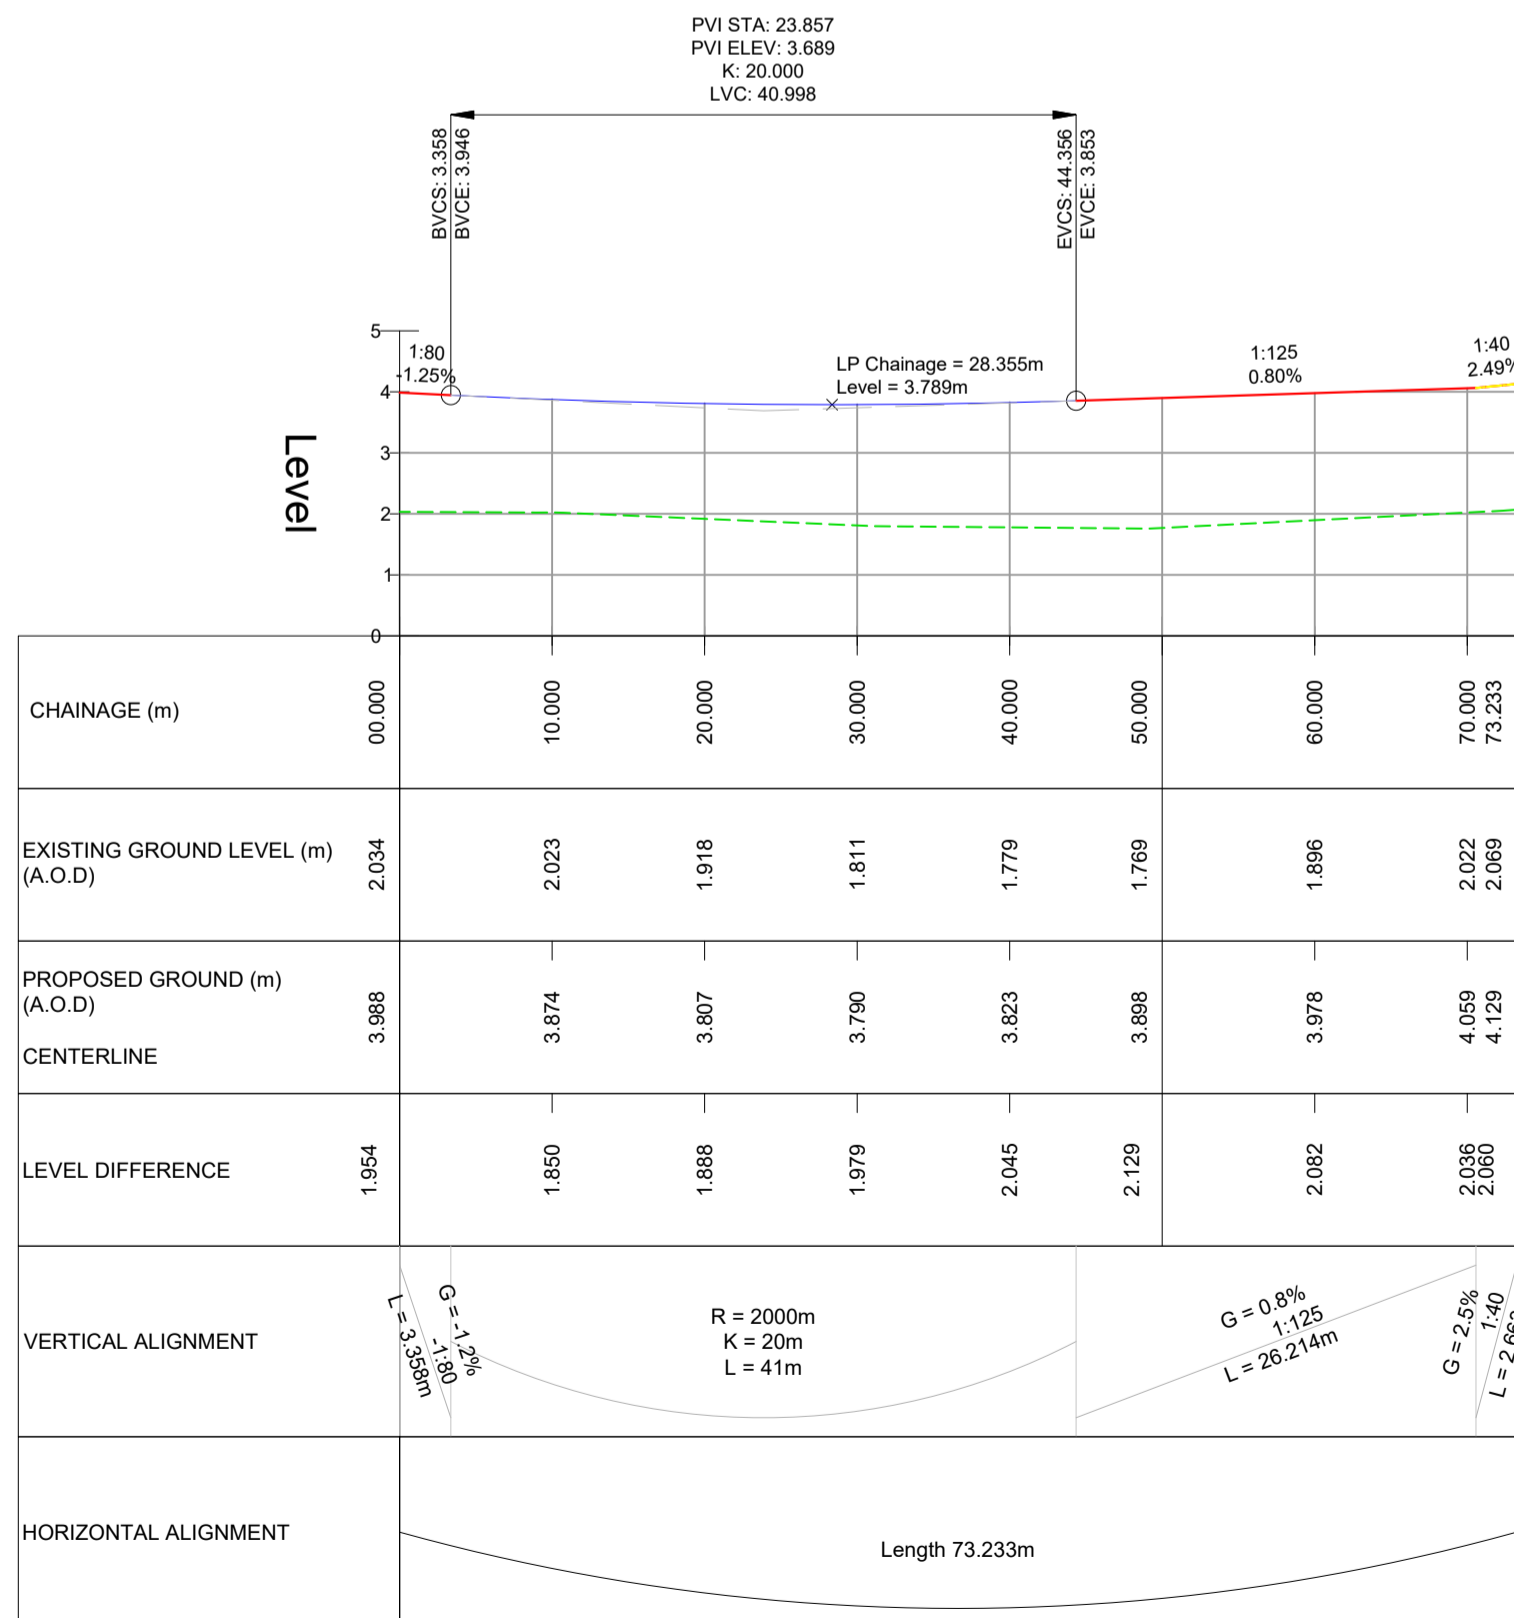 PVI STA: 23.857
PVI ELEV: 3.689
K: 20.000
LVC: 40.998
BVCS: 3.358
BVCE: 3.946
EVCS: 44.356
EVCE: 3.853
5
4
3
2
1
0
Level
1:80
-1.25%
LP Chainage = 28.355m
Level = 3.789m
1:125
0.80%
1:40
2.49%
CHAINAGE (m)
00.000
10.000
20.000
30.000
40.000
50.000
60.000
70.000
73.233
EXISTING GROUND LEVEL (m)
(A.O.D)
2.034
2.023
1.918
1.811
1.779
1.769
1.896
2.022
2.069
PROPOSED GROUND (m)
(A.O.D)
CENTERLINE
3.988
3.874
3.807
3.790
3.823
3.898
3.978
4.059
4.129
LEVEL DIFFERENCE
1.954
1.850
1.888
1.979
2.045
2.129
2.082
2.036
2.060
VERTICAL ALIGNMENT
G = -1.2%
-1:80
L = 3.358m
R = 2000m
K = 20m
L = 41m
G = 0.8%
1:125
L = 26.214m
G = 2.5%
1:40
L =
HORIZONTAL ALIGNMENT
Length 73.233m